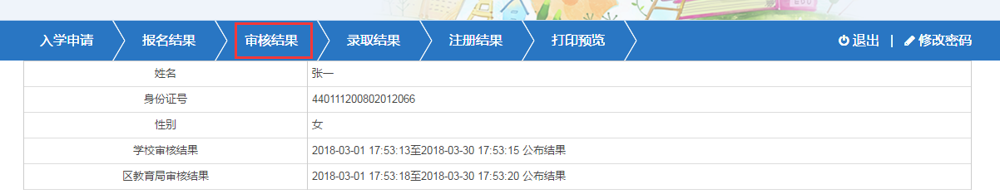 入学申请 报名结果 审核结果 录取结果 注册结果 打印预览 退出 | 修改密码
姓名 张一
身份证号 440111200802012066
性别 女
学校审核结果 2018-03-01 17:53:13至2018-03-30 17:53:15 公布结果
区教育局审核结果 2018-03-01 17:53:18至2018-03-30 17:53:20 公布结果